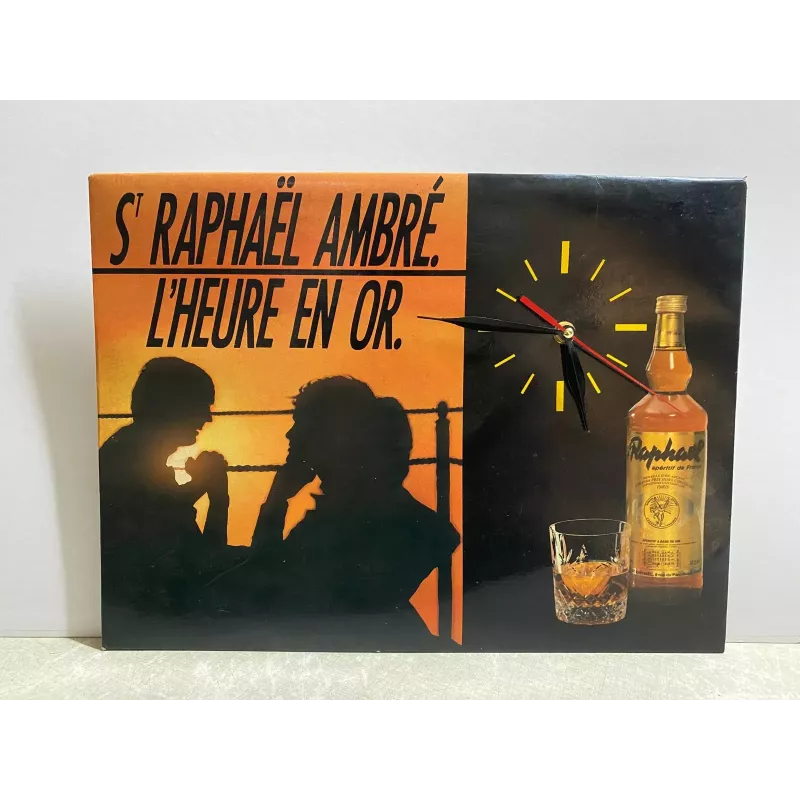 ST RAPHAËL AMBRÉ.
L'HEURE EN OR.
Raphaël
apéritif de France